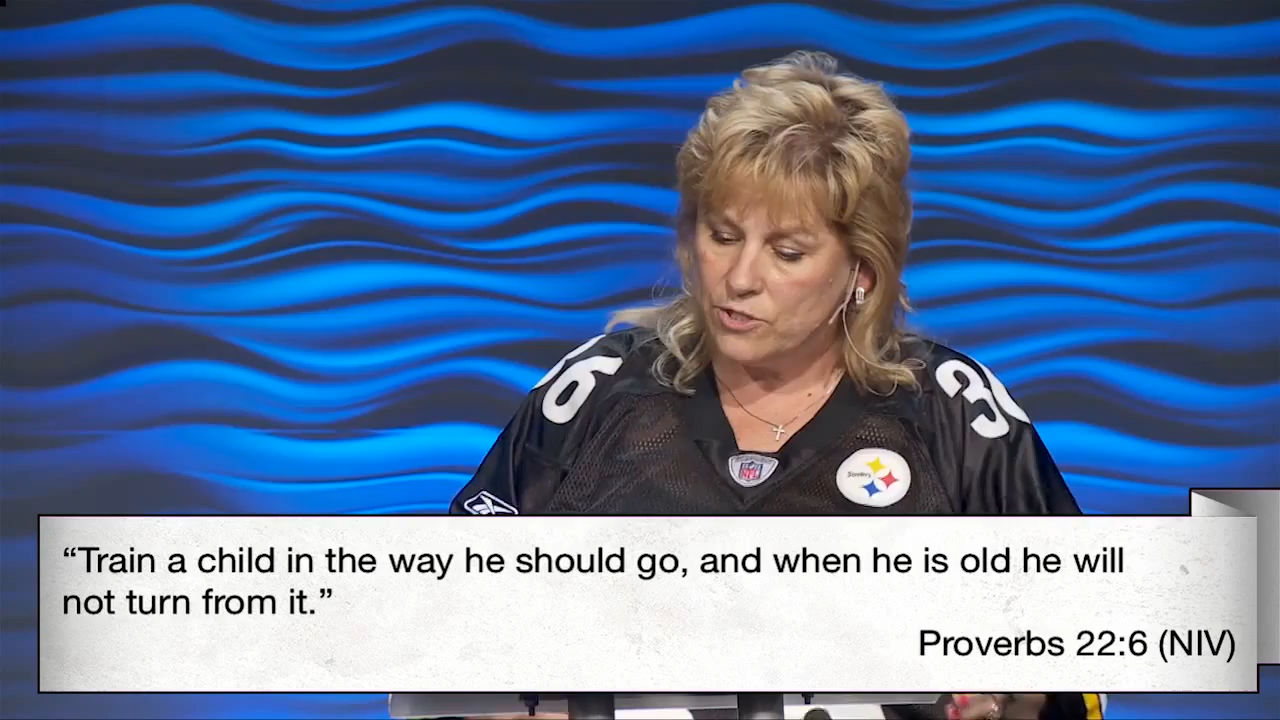 36
36
NFL
Steelers
“Train a child in the way he should go, and when he is old he will
not turn from it.”
Proverbs 22:6 (NIV)